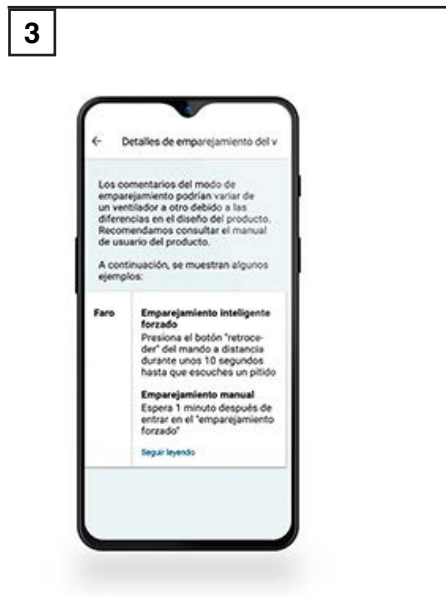 3
← Detalles de emparejamiento del v
Los comentarios del modo de
emparejamiento podrían variar de
un ventilador a otro debido a las
diferencias en el diseño del producto.
Recomendamos consultar el manual
de usuario del producto.
A continuación, se muestran algunos
ejemplos:
Faro
Emparejamiento inteligente
forzado
Presiona el botón "retroce-
der" del mando a distancia
durante unos 10 segundos
hasta que escuches un pitido
Emparejamiento manual
Espera 1 minuto después de
entrar en el "emparejamiento
forzado"
Seguir leyendo